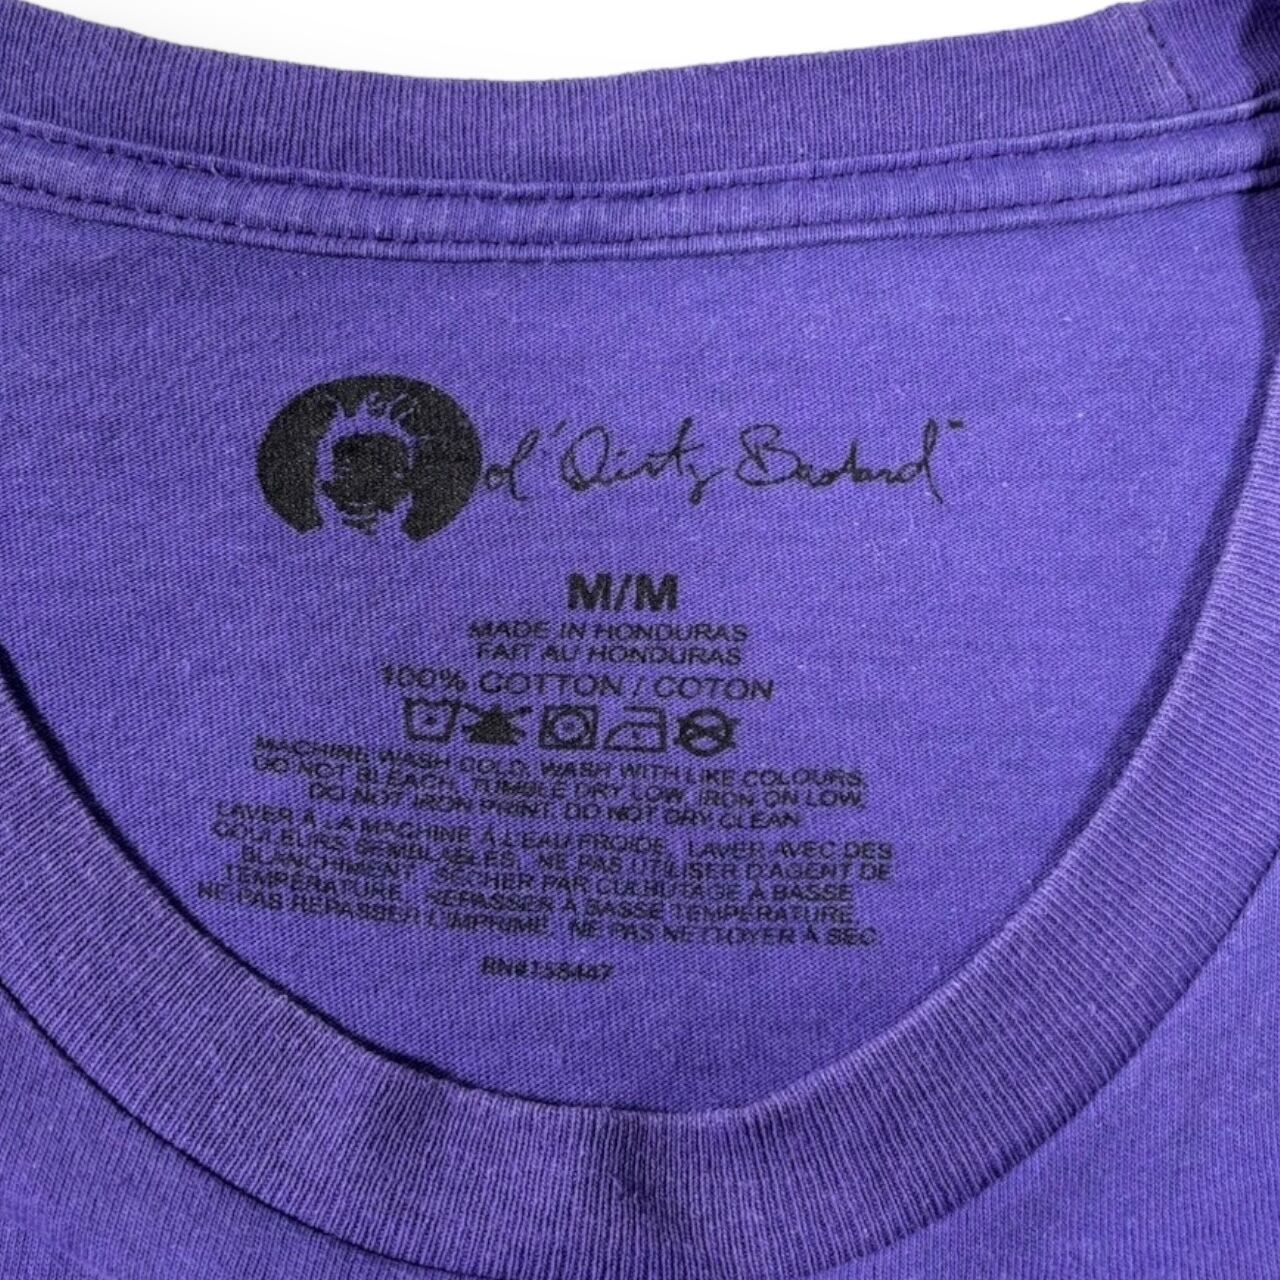 ol' Dirty Bastard
M/M
MADE IN HONDURAS
FAIT AU HONDURAS
100% COTTON / COTON
MACHINE WASH COLD. WASH WITH LIKE COLOURS.
DO NOT BLEACH. TUMBLE DRY LOW. IRON ON LOW.
DO NOT IRON PRINT. DO NOT DRY CLEAN.
LAVER À LA MACHINE À L'EAU FROIDE. LAVER AVEC DES
COULEURS SEMBLABLES. NE PAS UTILISER D'AGENT DE
BLANCHIMENT. SÉCHER PAR CULBUTAGE À BASSE
TEMPÉRATURE. REPASSER À BASSE TEMPÉRATURE.
NE PAS REPASSER L'IMPRIMÉ. NE PAS NETTOYER À SEC.
RN#158447